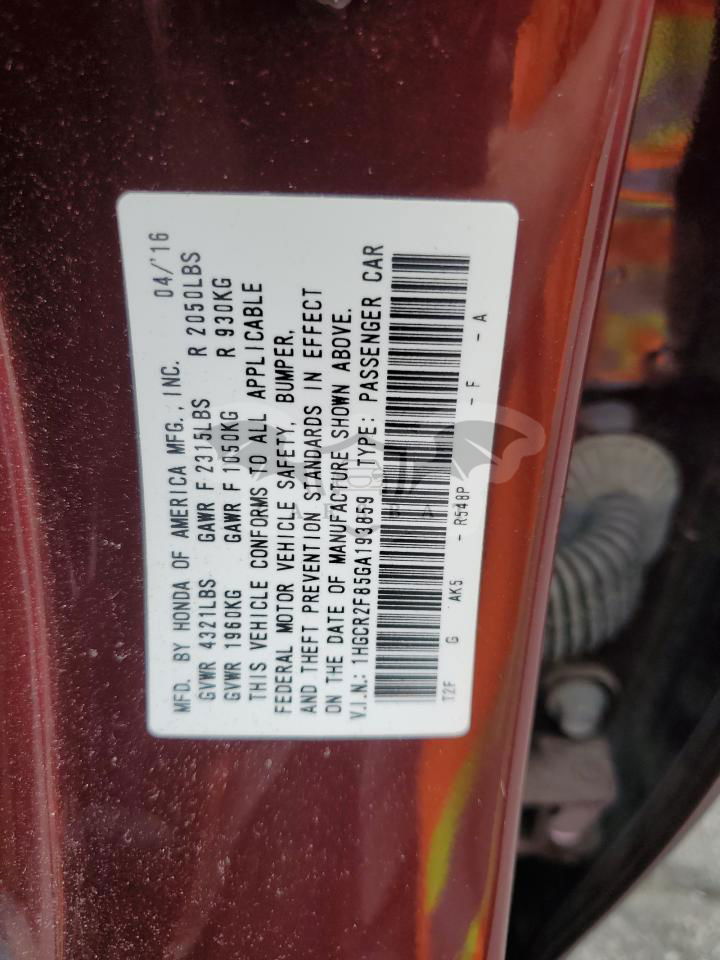 MFD. BY HONDA OF AMERICA MFG., INC. 04/'16
GVWR 4321LBS GAWR F 2315LBS R 2050LBS
GVWR 1960KG GAWR F 1050KG R 930KG
THIS VEHICLE CONFORMS TO ALL APPLICABLE
FEDERAL MOTOR VEHICLE SAFETY, BUMPER,
AND THEFT PREVENTION STANDARDS IN EFFECT
ON THE DATE OF MANUFACTURE SHOWN ABOVE.
V.I.N.: 1HGCR2F85GA193859 TYPE: PASSENGER CAR
T2F G AK5 - R548P - F - A